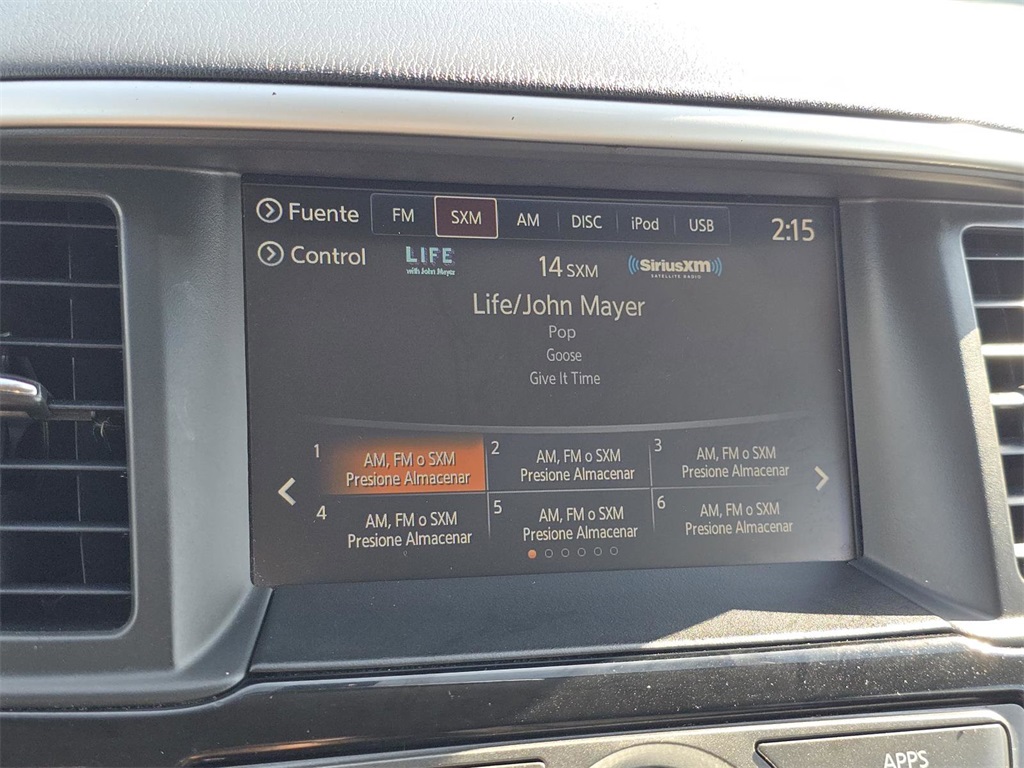 Fuente FM SXM AM DISC iPod USB 2:15
Control LIFE 14 SXM SiriusXM
with John Mayer SATELLITE RADIO
Life/John Mayer
Pop
Goose
Give It Time
1 AM, FM o SXM 2 AM, FM o SXM 3 AM, FM o SXM
Presione Almacenar Presione Almacenar Presione Almacenar
4 AM, FM o SXM 5 AM, FM o SXM 6 AM, FM o SXM
Presione Almacenar Presione Almacenar Presione Almacenar
APPS